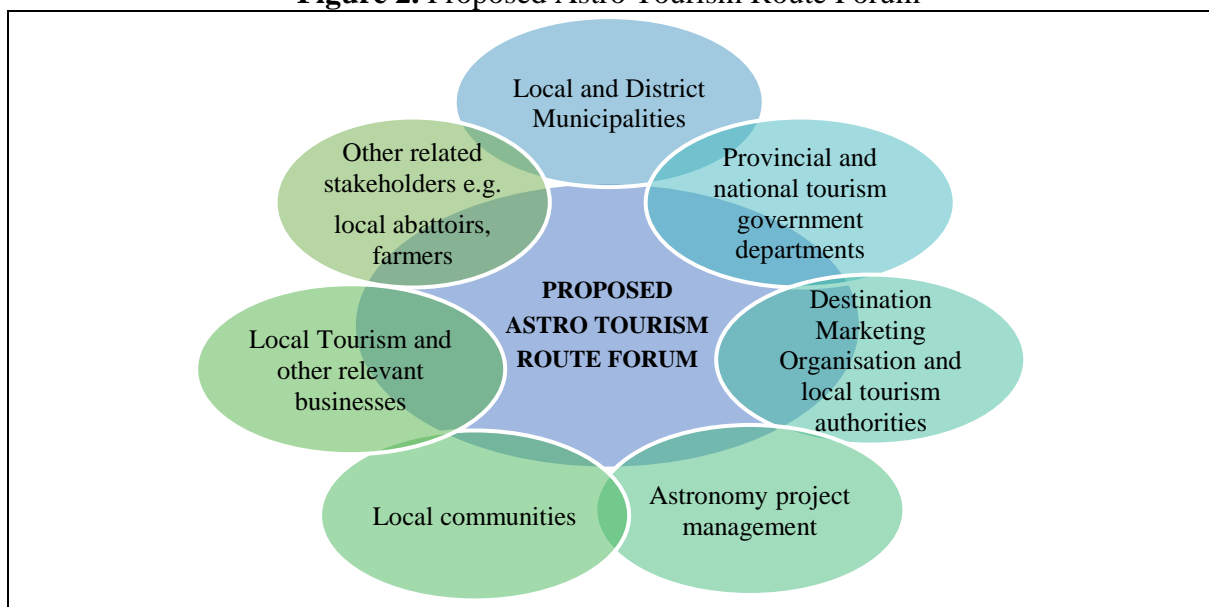 Figure 2. Proposed Astro Tourism Route Forum
Local and District
Municipalities
Provincial and
national tourism
government
departments
Destination
Marketing
Organisation and
local tourism
authorities
Astronomy project
management
Local communities
Local Tourism and
other relevant
businesses
Other related
stakeholders e.g.
local abattoirs,
farmers
PROPOSED
ASTRO TOURISM
ROUTE FORUM